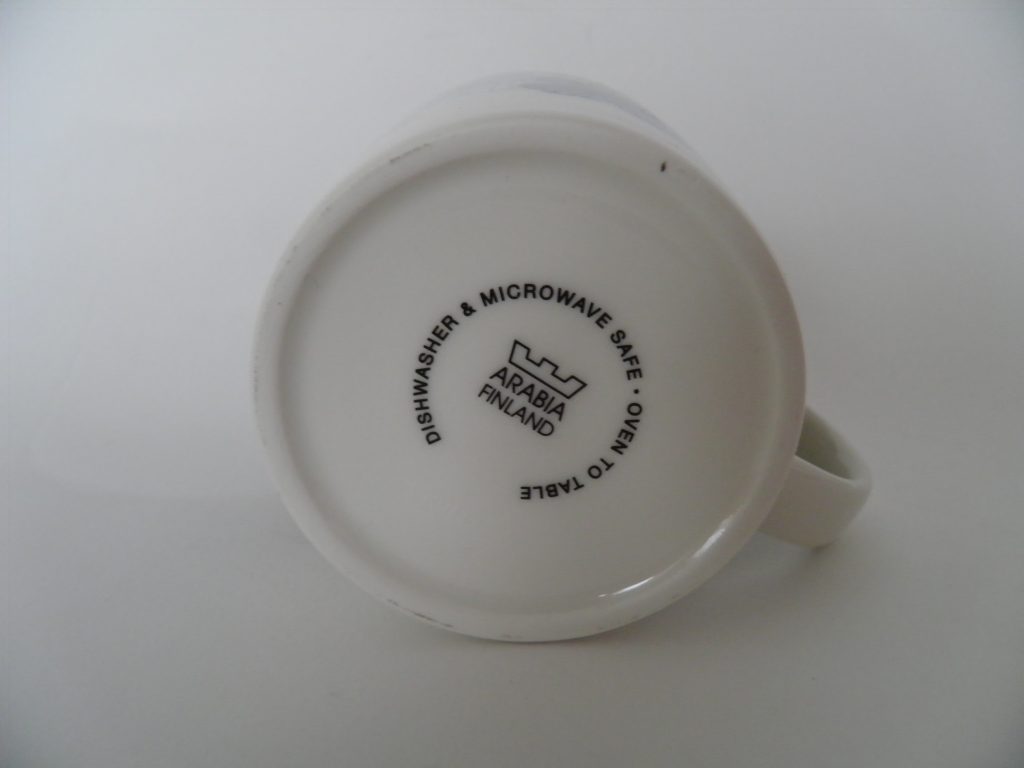 DISHWASHER & MICROWAVE SAFE • OVEN TO TABLE
ARABIA
FINLAND